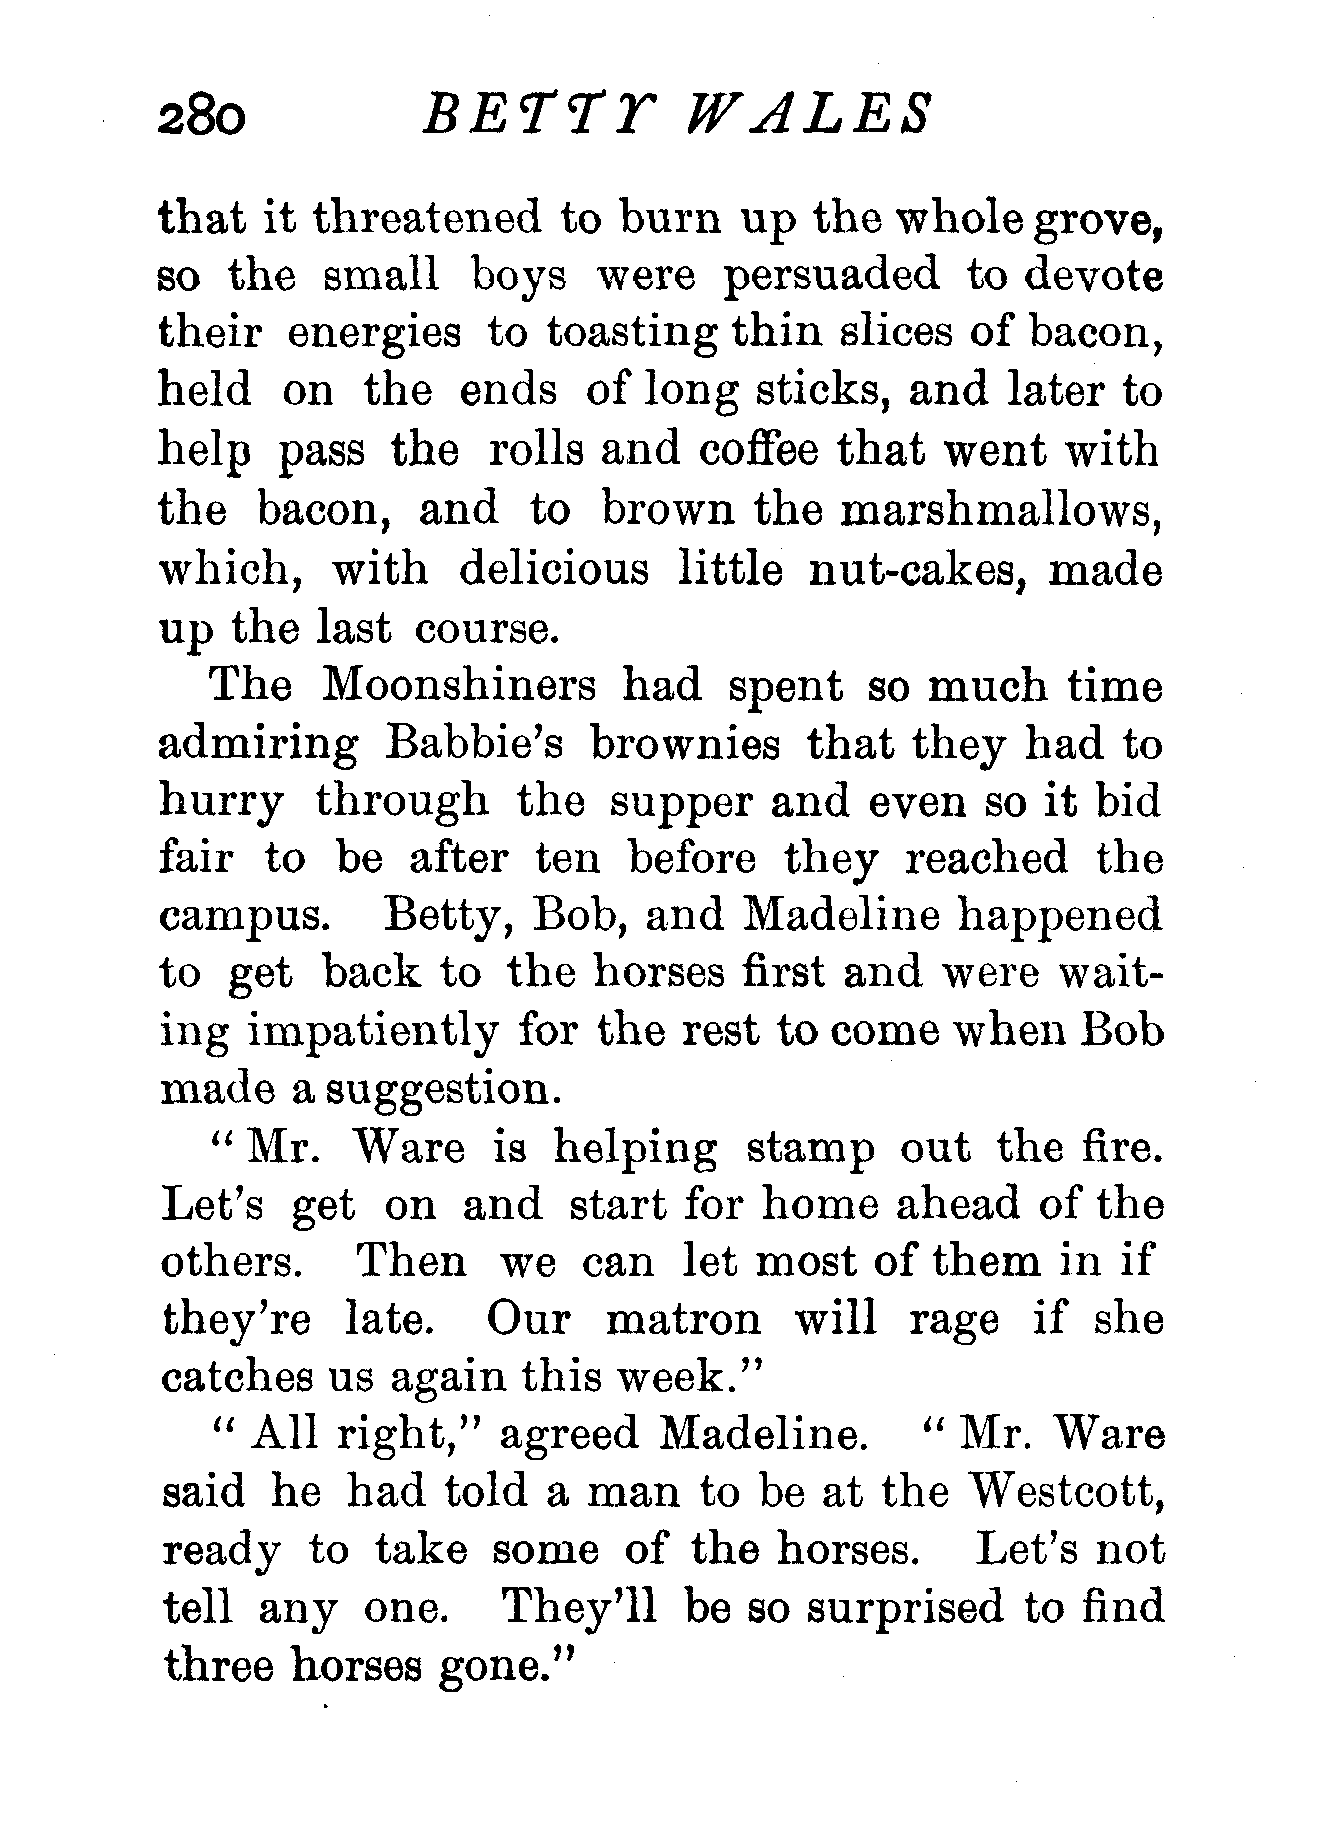 280 BETTY WALES
that it threatened to burn up the whole grove,
so the small boys were persuaded to devote
their energies to toasting thin slices of bacon,
held on the ends of long sticks, and later to
help pass the rolls and coffee that went with
the bacon, and to brown the marshmallows,
which, with delicious little nut-cakes, made
up the last course.
The Moonshiners had spent so much time
admiring Babbie's brownies that they had to
hurry through the supper and even so it bid
fair to be after ten before they reached the
campus. Betty, Bob, and Madeline happened
to get back to the horses first and were wait-
ing impatiently for the rest to come when Bob
made a suggestion.
"Mr. Ware is helping stamp out the fire.
Let's get on and start for home ahead of the
others. Then we can let most of them in if
they're late. Our matron will rage if she
catches us again this week."
"All right," agreed Madeline. "Mr. Ware
said he had told a man to be at the Westcott,
ready to take some of the horses. Let's not
tell any one. They'll be so surprised to find
three horses gone."